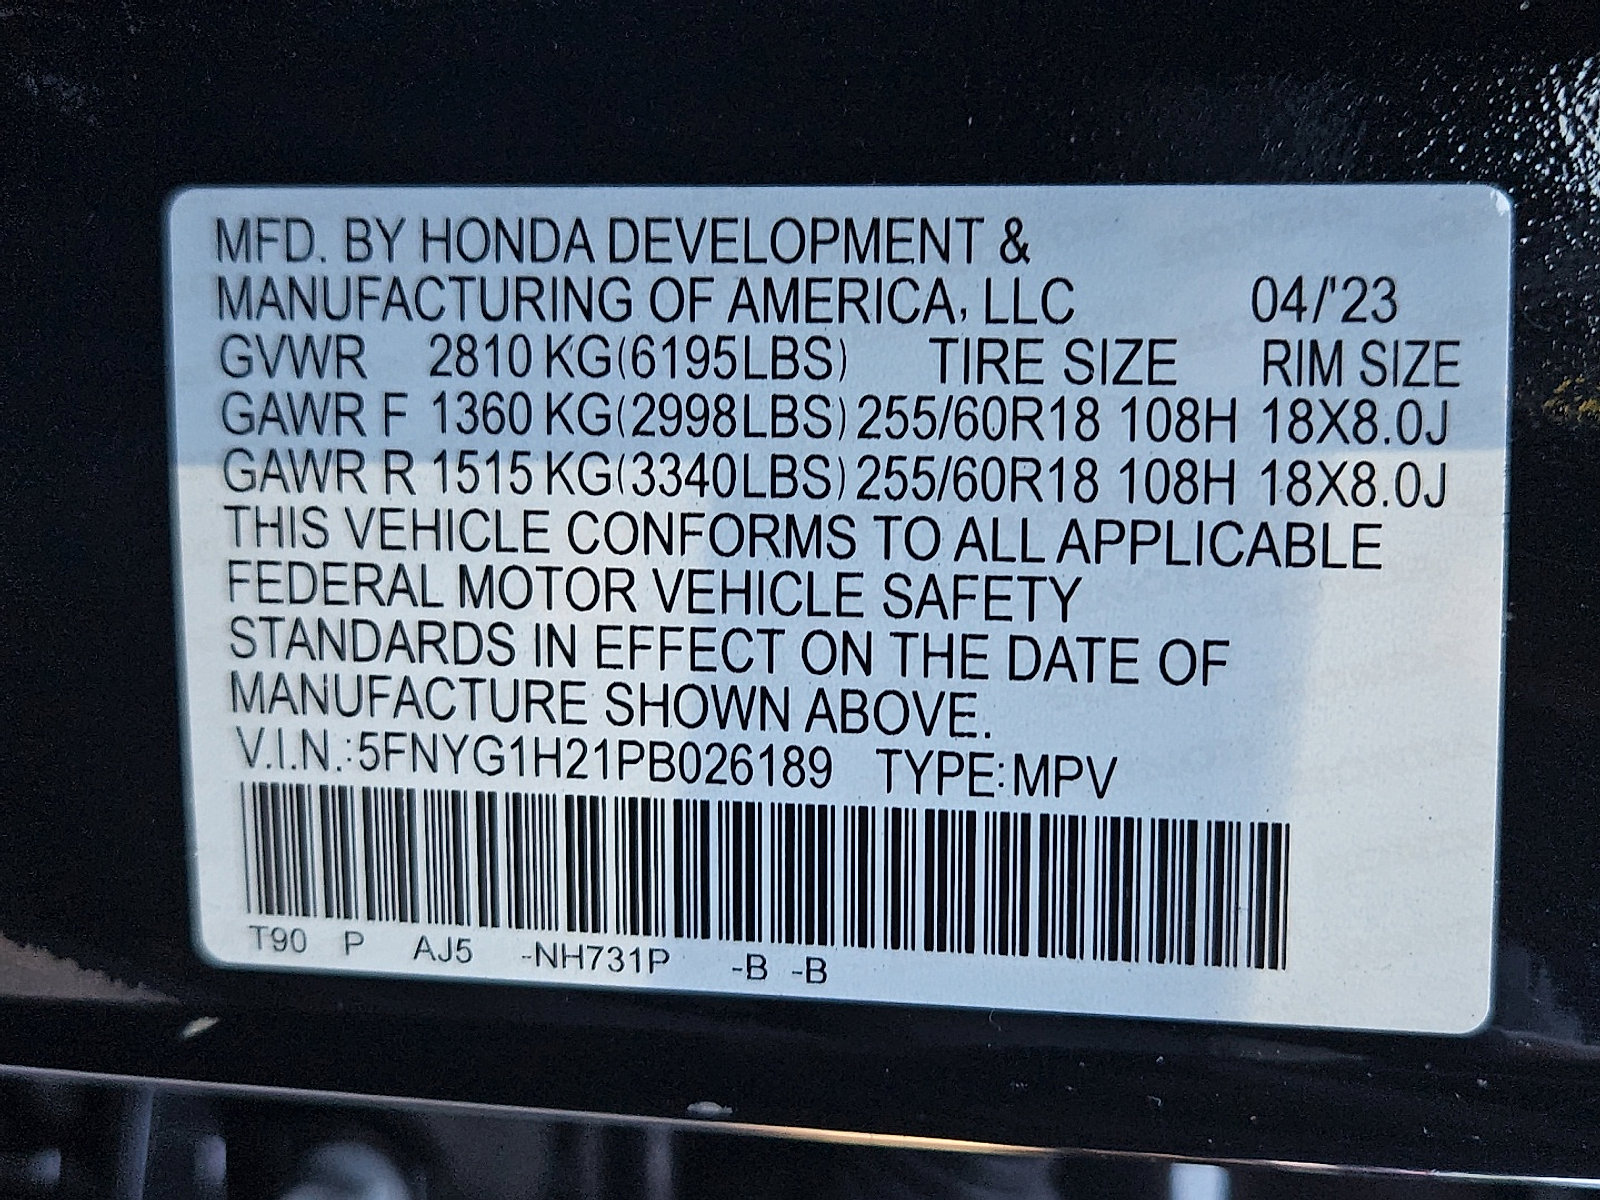 MFD. BY HONDA DEVELOPMENT &
MANUFACTURING OF AMERICA, LLC 04/'23
GVWR 2810 KG(6195LBS) TIRE SIZE RIM SIZE
GAWR F 1360 KG(2998LBS) 255/60R18 108H 18X8.0J
GAWR R 1515 KG(3340LBS) 255/60R18 108H 18X8.0J
THIS VEHICLE CONFORMS TO ALL APPLICABLE
FEDERAL MOTOR VEHICLE SAFETY
STANDARDS IN EFFECT ON THE DATE OF
MANUFACTURE SHOWN ABOVE.
V.I.N.:5FNYG1H21PB026189 TYPE:MPV
T90 P AJ5 -NH731P -B -B